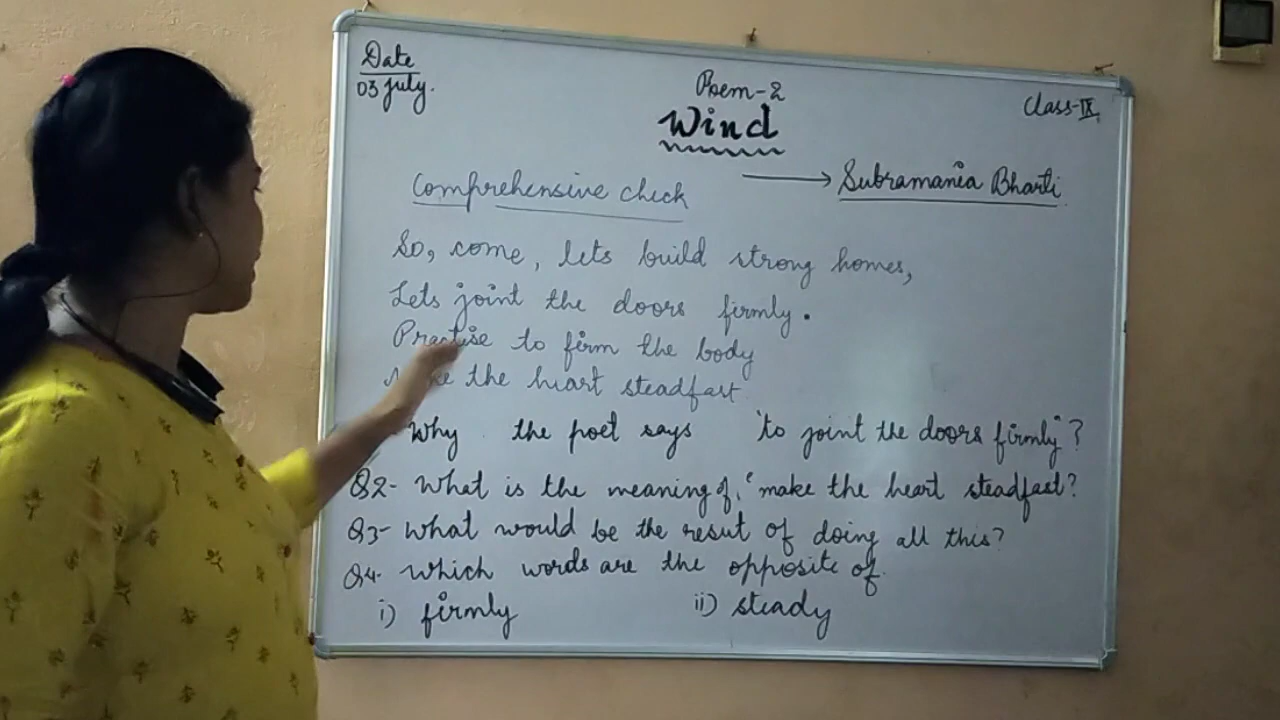 Date
03 July.
Poem-2
Class-IX
Wind
Comprehensive check
Subramania Bharti
So, come, lets build strong homes,
Lets joint the doors firmly.
Practise to firm the body
the heart steadfast
Why the poet says "to joint the doors firmly"?
Q2- What is the meaning of, "make the heart steadfast?
Q3- What would be the result of doing all this?
Q4- Which words are the opposite of
i) firmly ii) steady